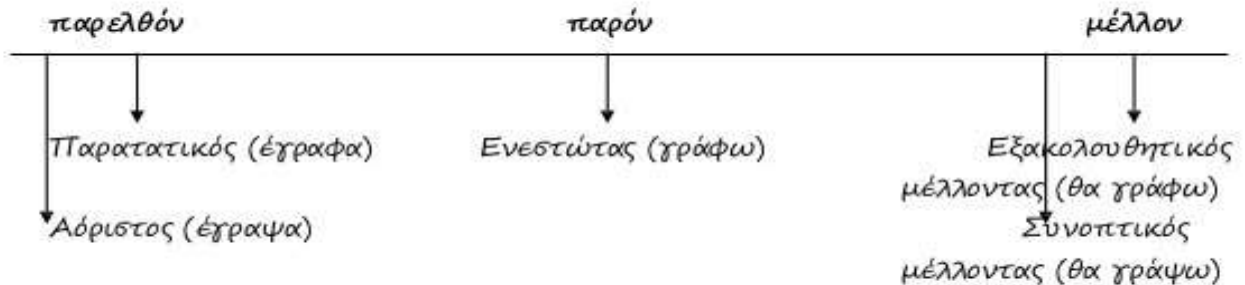 παρελθόν παρόν μέλλον
Παρατατικός (έγραφα) Ενεστώτας (γράφω) Εξακολουθητικός
μέλλοντας (θα γράφω)
Αόριστος (έγραψα) Συνοπτικός
μέλλοντας (θα γράψω)